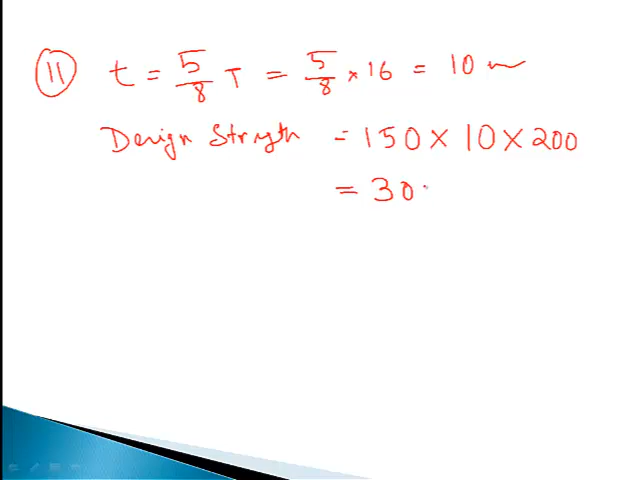 11 t = 5/8 T = 5/8 × 16 = 10 mm
Design Strength = 150 × 10 × 200
= 30